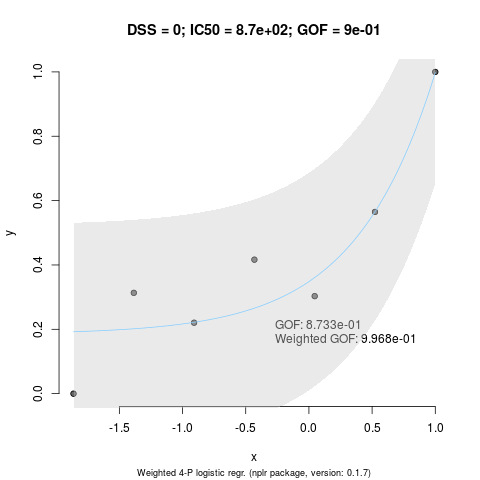 DSS = 0; IC50 = 8.7e+02; GOF = 9e-01
1.0
0.8
0.6
0.4
0.2
0.0
y
GOF: 8.733e-01
Weighted GOF: 9.968e-01
-1.5 -1.0 -0.5 0.0 0.5 1.0
x
Weighted 4-P logistic regr. (nplr package, version: 0.1.7)